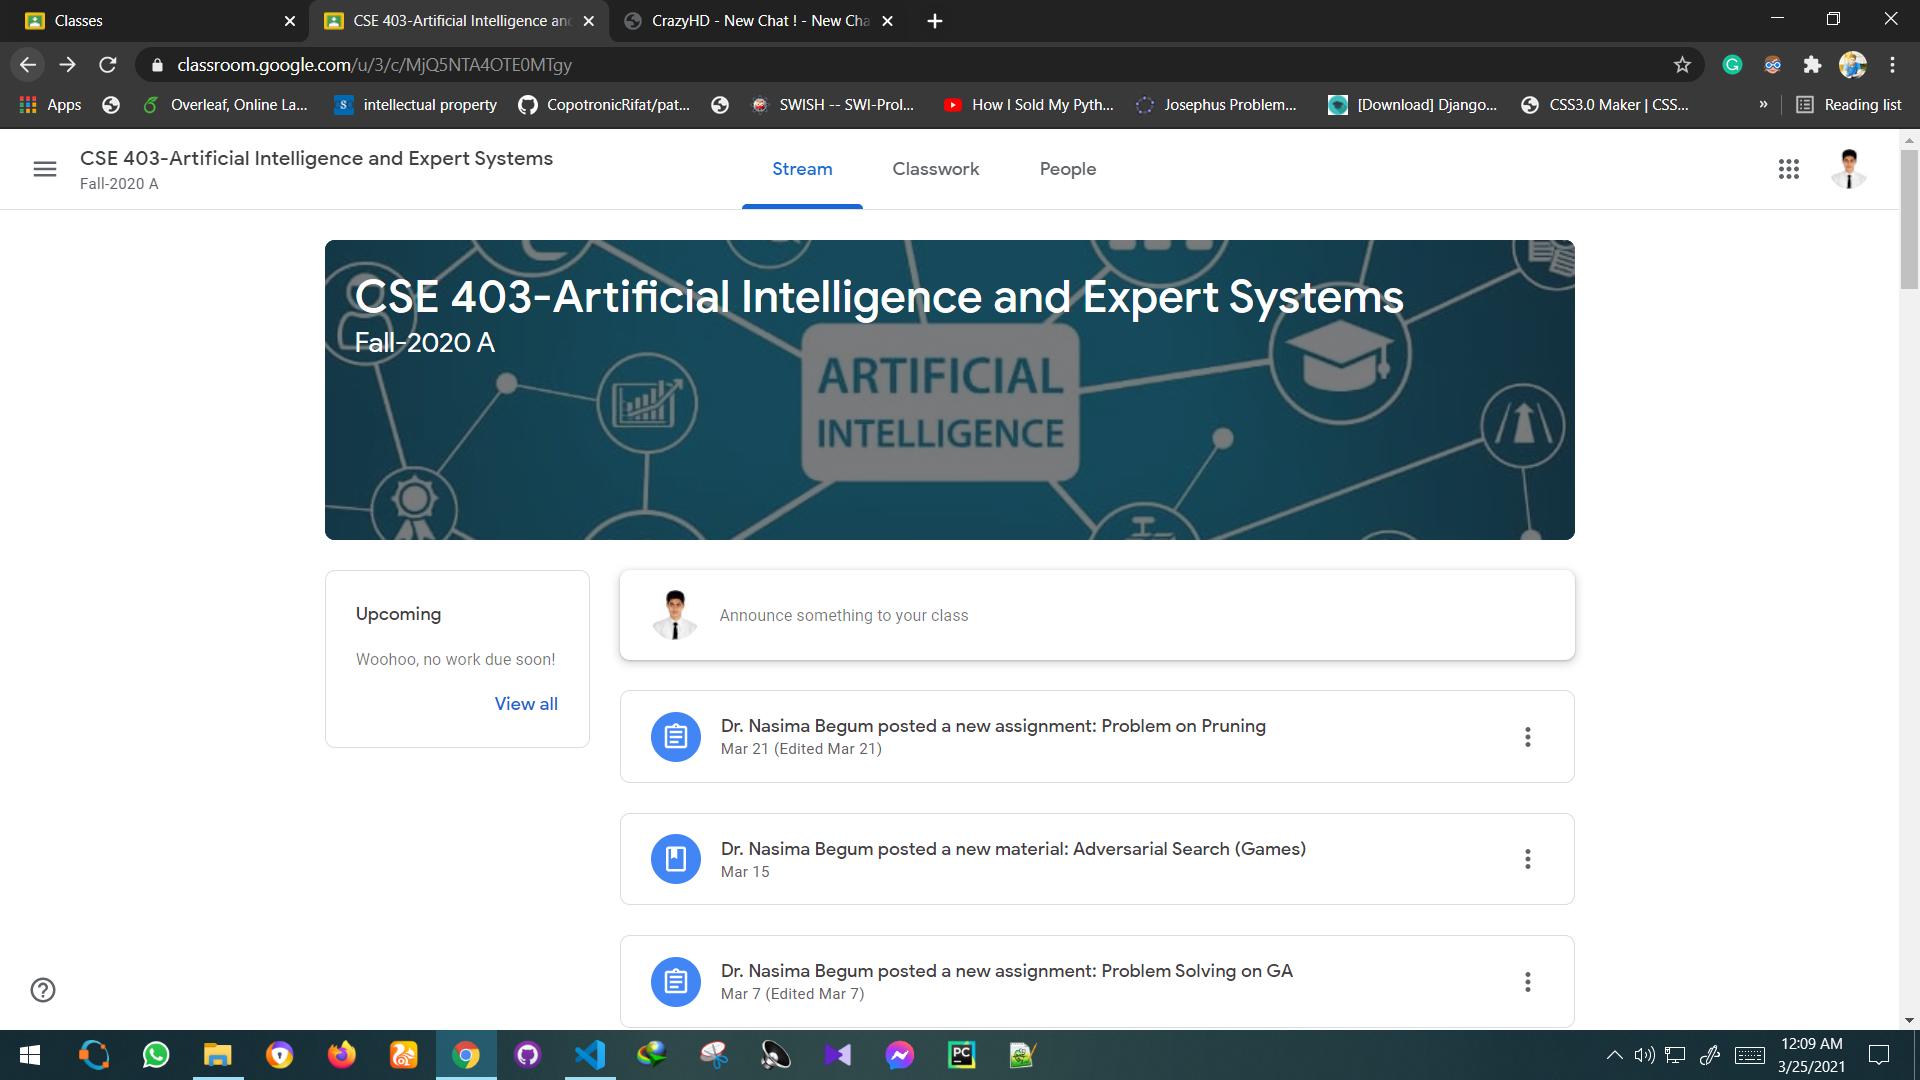 Classes
CSE 403-Artificial Intelligence an
CrazyHD - New Chat ! - New Cha
classroom.google.com/u/3/c/MjQ5NTA4OTE0MTgy
Apps
Overleaf, Online La...
intellectual property
CopotronicRifat/pat...
SWISH -- SWI-Prol...
How I Sold My Pyth...
Josephus Problem...
[Download] Django...
CSS3.0 Maker | CSS...
»
Reading list
CSE 403-Artificial Intelligence and Expert Systems
Fall-2020 A
Stream
Classwork
People
CSE 403-Artificial Intelligence and Expert Systems
Fall-2020 A
ARTIFICIAL
INTELLIGENCE
Upcoming
Woohoo, no work due soon!
View all
Announce something to your class
Dr. Nasima Begum posted a new assignment: Problem on Pruning
Mar 21 (Edited Mar 21)
Dr. Nasima Begum posted a new material: Adversarial Search (Games)
Mar 15
Dr. Nasima Begum posted a new assignment: Problem Solving on GA
Mar 7 (Edited Mar 7)
PC
12:09 AM
3/25/2021